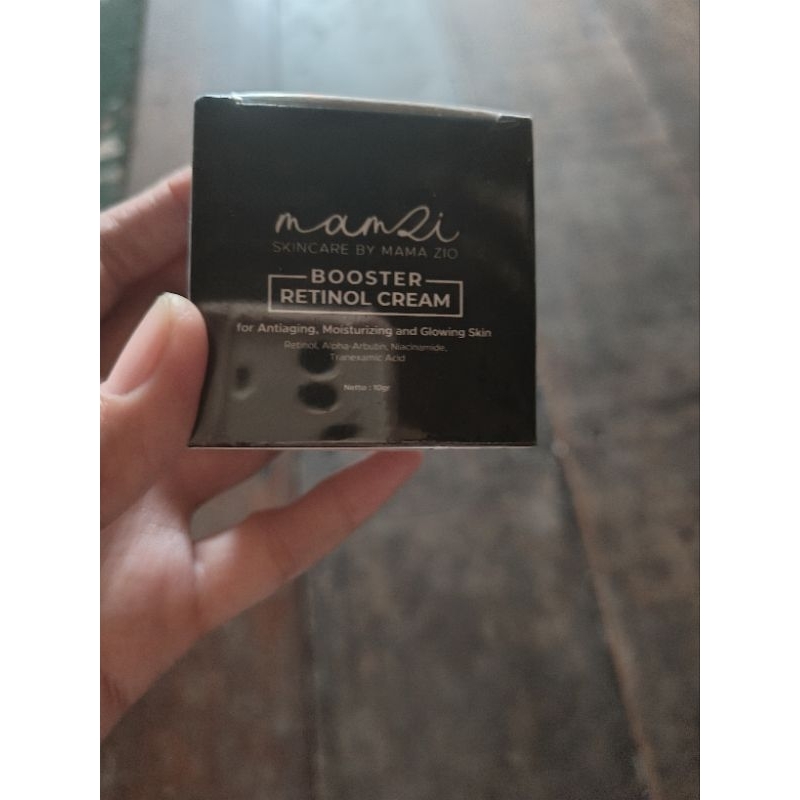 mamzi
SKINCARE BY MAMA ZIO
BOOSTER
RETINOL CREAM
for Antiaging, Moisturizing and Glowing Skin
Retinol, Alpha-Arbutin, Niacinamide,
Tranexamic Acid
Netto : 10gr